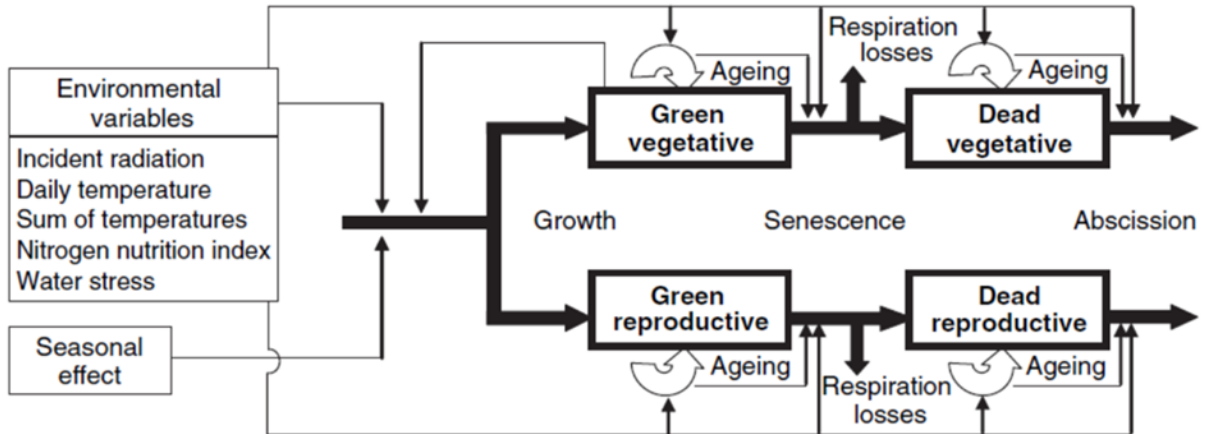 Environmental
variables
Incident radiation
Daily temperature
Sum of temperatures
Nitrogen nutrition index
Water stress
Seasonal
effect
Respiration
losses
Ageing
Ageing
Green
vegetative
Dead
vegetative
Growth
Senescence
Abscission
Green
reproductive
Dead
reproductive
Ageing
Ageing
Respiration
losses